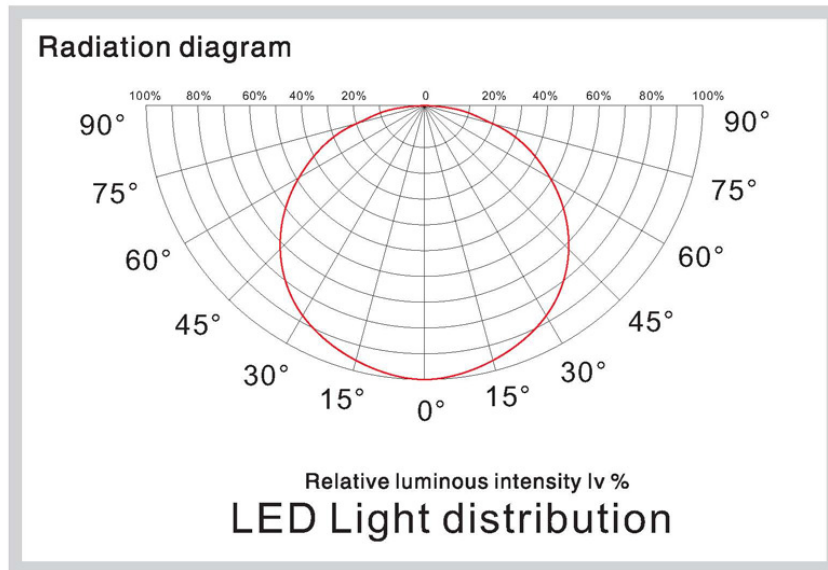 Radiation diagram
100% 80% 60% 40% 20% 0 20% 40% 60% 80% 100%
90° 90°
75° 75°
60° 60°
45° 45°
30° 30°
15° 15°
0°
Relative luminous intensity Iv %
LED Light distribution